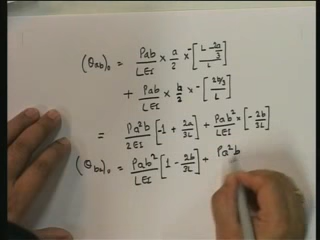 (θab)₀ = Pab/LEI × a/2 × -[(L - 2a/3)/L]
+ Pab/LEI × b/2 × -[(2b/3)/L]
= Pa²b/2EI [-1 + 2a/3L] + Pab²/LEI × [-2b/3L]
(θba)₀ = Pab²/LEI [1 - 2b/3L] + Pa²b